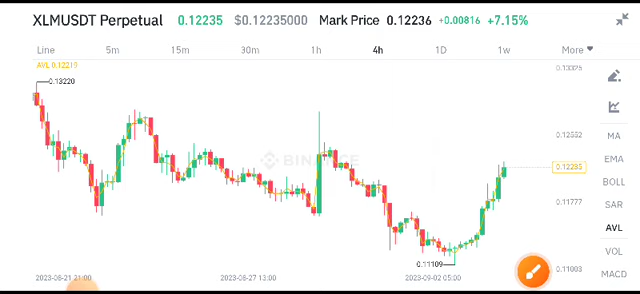 XLMUSDT Perpetual 0.12235 $0.12235000 Mark Price 0.12236 +0.00816 +7.15%
Line 5m 15m 30m 1h 4h 1D 1w More
AVL 0.12219
0.13025
0.13220
0.12552
MA
BINANCE
EMA
0.12235
BOLL
0.11777
SAR
AVL
VOL
0.11109
0.11003
MACD
2023-08-21 21:00 2023-08-27 13:00 2023-09-02 05:00